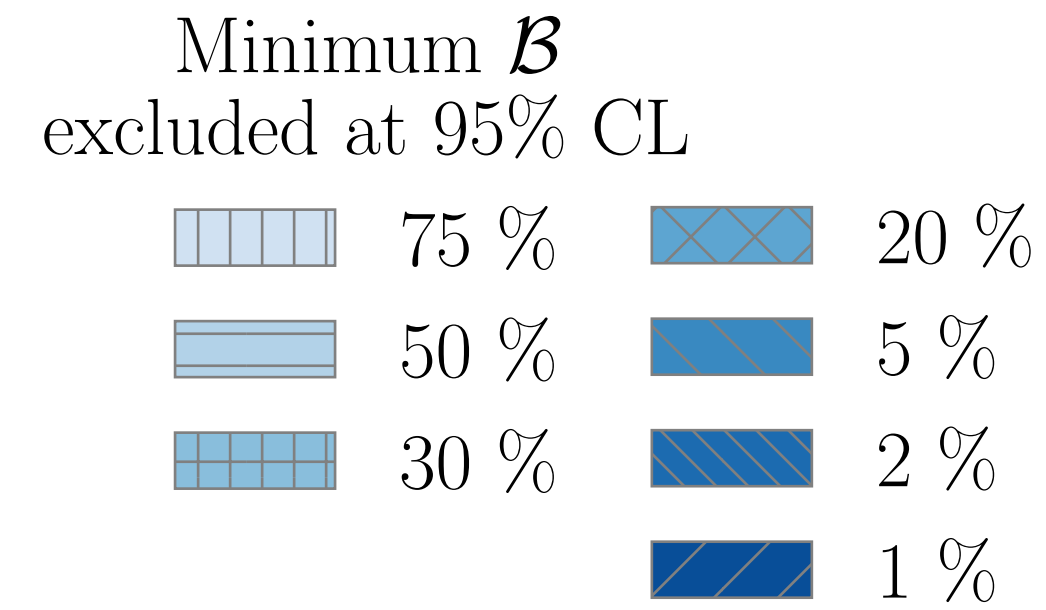 Minimum ℬ
excluded at 95% CL
75 % 20 %
50 % 5 %
30 % 2 %
1 %